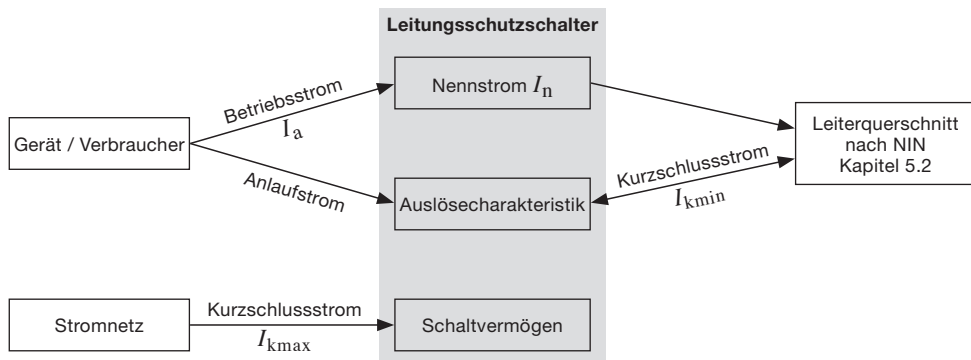 Leitungsschutzschalter
Betriebsstrom
Nennstrom In
Ia
Gerät / Verbraucher
Leiterquerschnitt
nach NIN
Kapitel 5.2
Anlaufstrom
Auslösecharakteristik
Kurzschlussstrom
Ikmin
Stromnetz
Kurzschlussstrom
Ikmax
Schaltvermögen